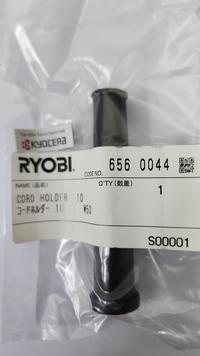 KYOCERA
RYOBI.
CODE NO. 656 0044
NAME (品名) Q'TY (数量)
CORD HOLDER 10 1
コードホルダー 10 ¥50
S00001